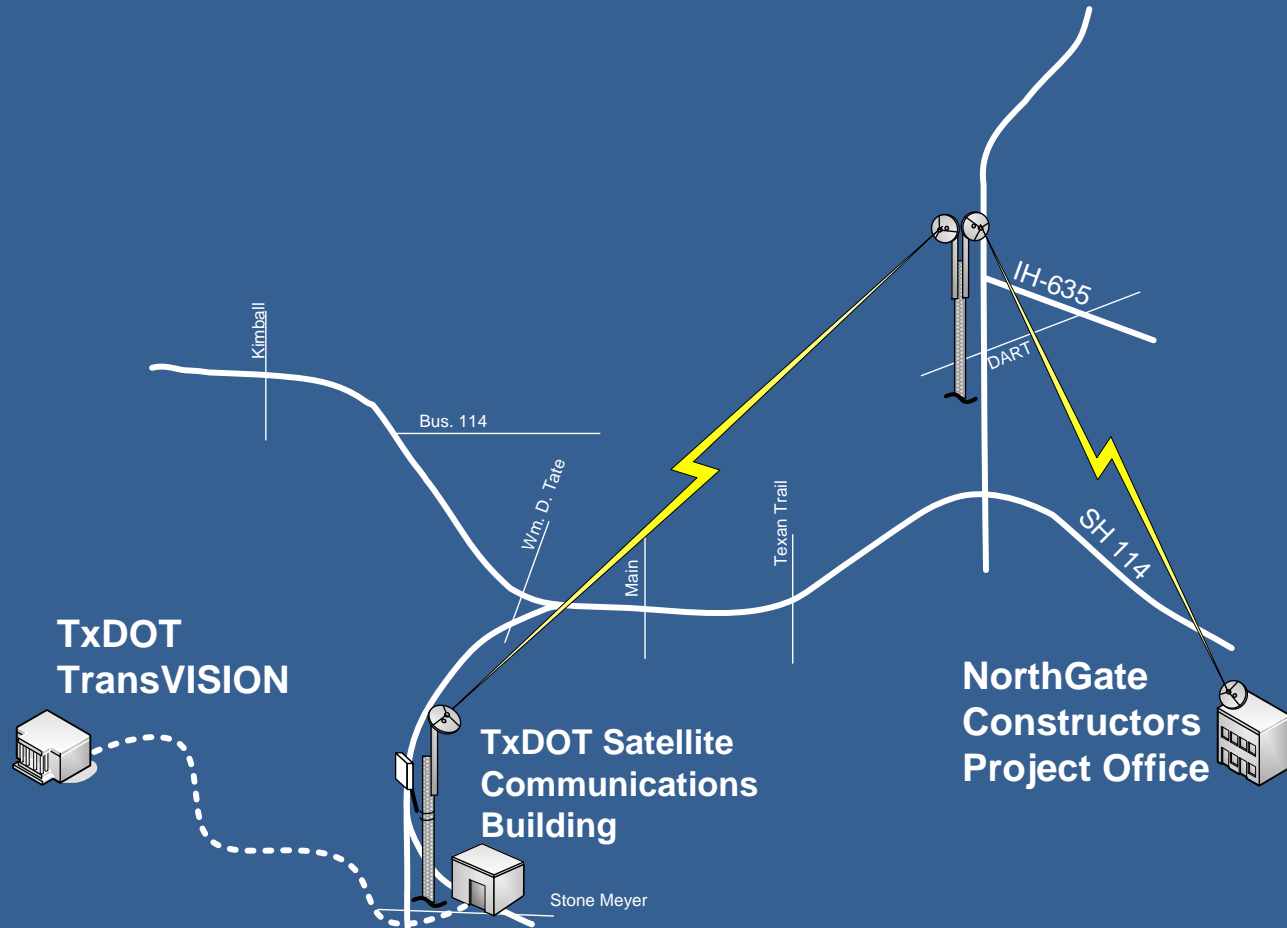 IH-635
Kimball
DART
Bus. 114
Wm. D. Tate
Texan Trail
Main
SH 114
TxDOT
TransVISION
NorthGate
Constructors
Project Office
TxDOT Satellite
Communications
Building
Stone Meyer